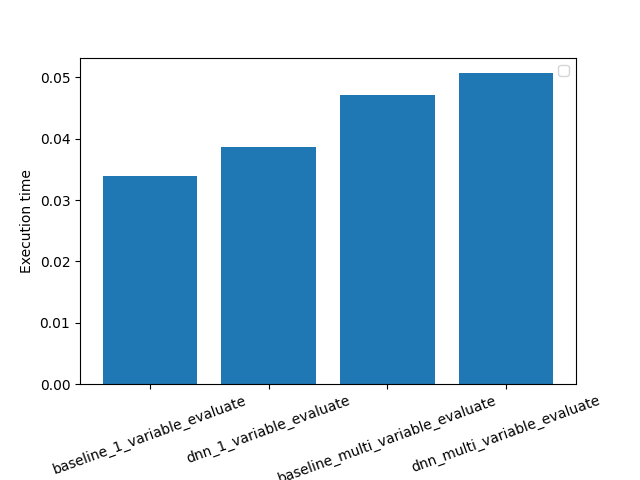 0.05
0.04
0.03
0.02
0.01
0.00
Execution time
baseline_1_variable_evaluate
dnn_1_variable_evaluate
baseline_multi_variable_evaluate
dnn_multi_variable_evaluate